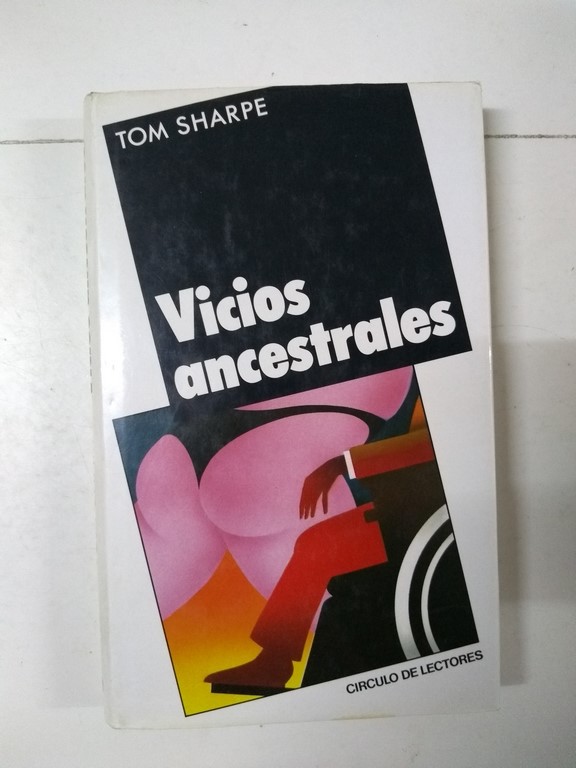 TOM SHARPE
Vicios
ancestrales
CIRCULO DE LECTORES